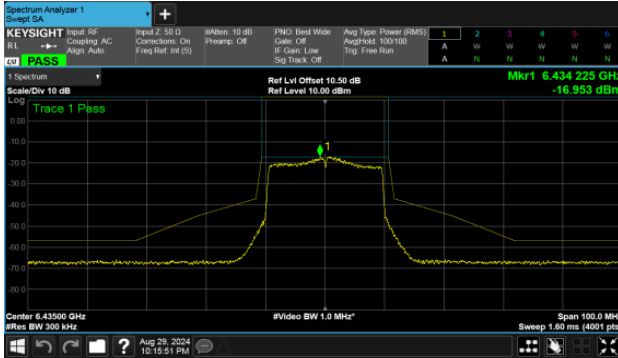 Spectrum Analyzer 1
Swept SA
+
KEYSIGHT Input: RF Input Z: 50 Ω #Atten: 10 dB PNO: Best Wide Avg Type: Power (RMS) 1 2 3 4 5 6
RL Coupling: AC Corrections: On Preamp: Off Gate: Off Avg|Hold: 100/100 A W W W W W
Align: Auto Freq Ref: Int (S) IF Gain: Low Trig: Free Run
LXI PASS Sig Track: Off A N N N N N
1 Spectrum Ref Lvl Offset 10.50 dB Mkr1 6.434 225 GHz
Scale/Div 10 dB Ref Level 10.00 dBm -16.953 dBm
Log
Trace 1 Pass
0.00
-10.0
1
-20.0
-30.0
-40.0
-50.0
-60.0
-70.0
-80.0
Center 6.43500 GHz #Video BW 1.0 MHz* Span 100.0 MH
#Res BW 300 kHz Sweep 1.60 ms (4001 pts
? Aug 29, 2024
10:15:51 PM